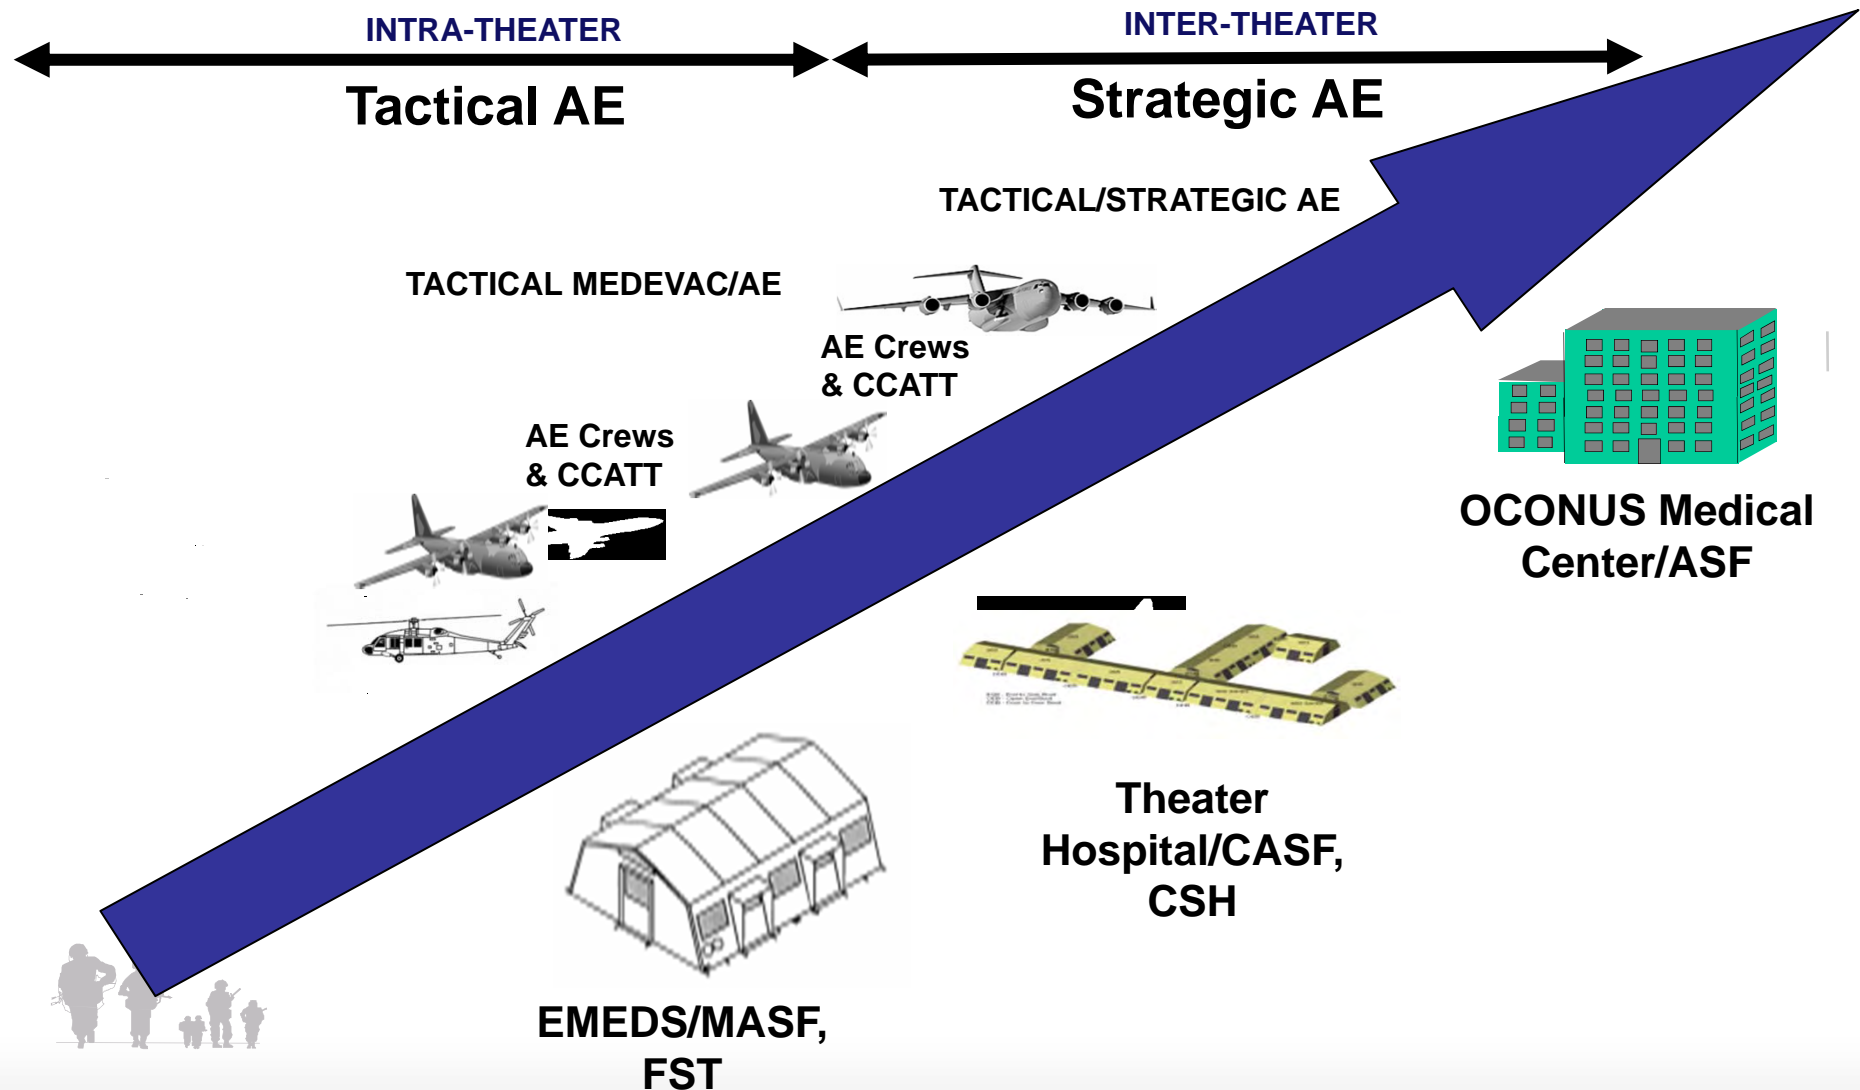 INTRA-THEATER
INTER-THEATER
Tactical AE
Strategic AE
TACTICAL/STRATEGIC AE
TACTICAL MEDEVAC/AE
AE Crews
& CCATT
AE Crews
& CCATT
OCONUS Medical
Center/ASF
Theater
Hospital/CASF,
CSH
EMEDS/MASF,
FST